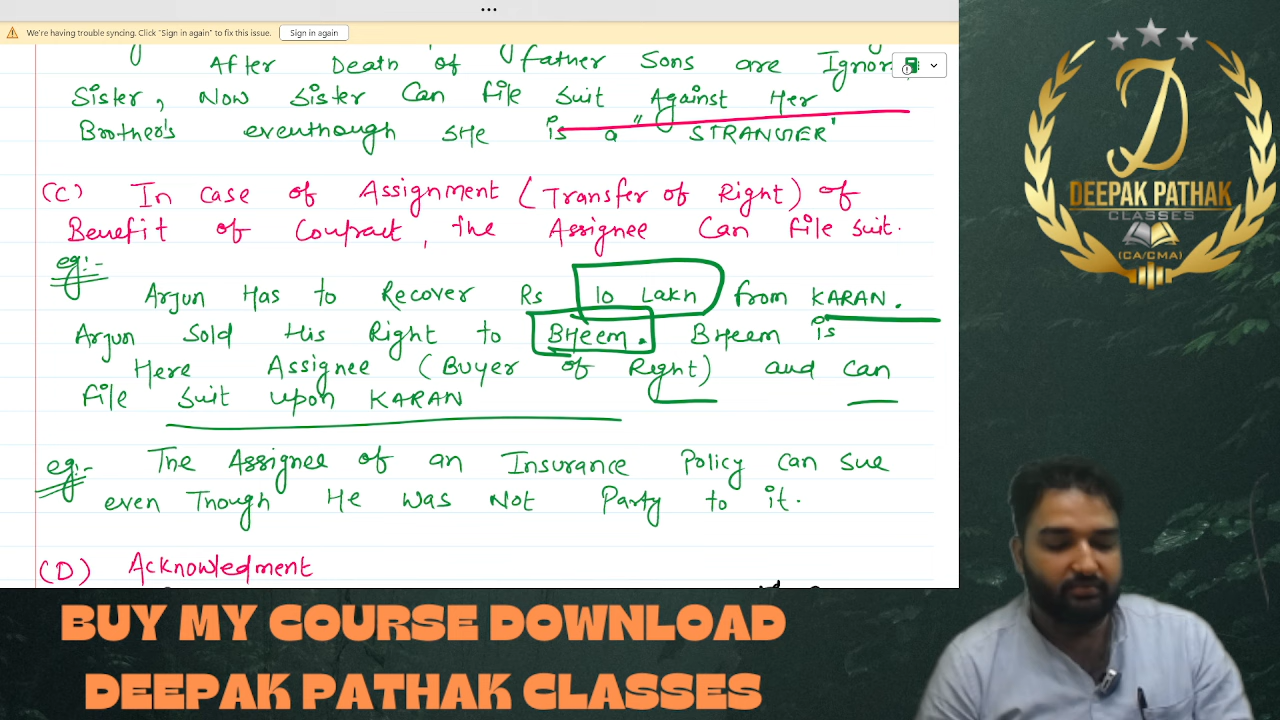 We're having trouble syncing. Click "Sign in again" to fix this issue. Sign in again
After Death of father Sons are Ignor
Sister, Now Sister Can file suit Against Her
Brother's eventhough SHe is a "STRANGER"
(C) In case of Assignment (Transfer of Right) of
Benefit of Contract, the Assignee Can file suit.
eg:-
Arjun Has to Recover Rs 10 Lakh from KARAN.
Arjun Sold His Right to BHeem. BHeem is
Here Assignee (Buyer of Right) and can
file suit upon KARAN
eg:- The Assignee of an Insurance Policy can sue
even Though He was Not Party to it.
(D) Acknowledment
D
DEEPAK PATHAK
CLASSES
(CA/CMA)
BUY MY COURSE DOWNLOAD
DEEPAK PATHAK CLASSES